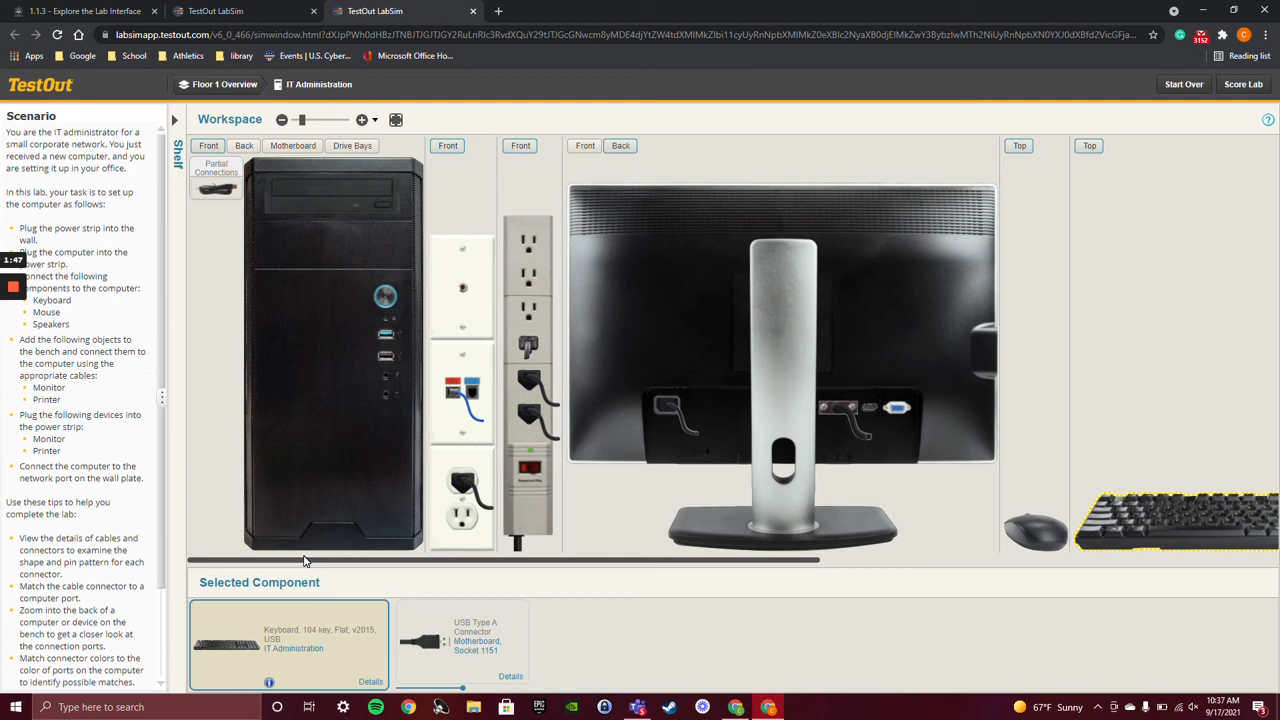 1.1.3 - Explore the Lab Interface
TestOut LabSim
TestOut LabSim
Apps
Google
School
Athletics
library
Events | U.S. Cyber...
Microsoft Office Ho...
3152
C
Reading list
TestOut
Floor 1 Overview
IT Administration
Start Over
Score Lab
Scenario
You are the IT administrator for a
small corporate network. You just
received a new computer, and you
are setting it up in your office.
In this lab, your task is to set up
the computer as follows:
Plug the power strip into the
wall.
Plug the computer into the
power strip.
Connect the following
components to the computer:
Keyboard
Mouse
Speakers
Add the following objects to
the bench and connect them to
the computer using the
appropriate cables:
Monitor
Printer
Plug the following devices into
the power strip:
Monitor
Printer
Connect the computer to the
network port on the wall plate.
Use these tips to help you
complete the lab:
View the details of cables and
connectors to examine the
shape and pin pattern for each
connector.
Match the cable connector to a
computer port.
Zoom into the back of a
computer or device on the
bench to get a closer look at
the connection ports.
Match connector colors to the
color of ports on the computer
to identify possible matches.
1:47
Shelf
Workspace
Front
Back
Motherboard
Drive Bays
Front
Front
Front
Back
Top
Top
Partial
Connections
Selected Component
Keyboard, 104 key, Flat, v2015,
USB
IT Administration
Details
USB Type A
Connector
Motherboard,
Socket 1151
Details
Type here to search
67°F Sunny
10:37 AM
9/17/2021
3